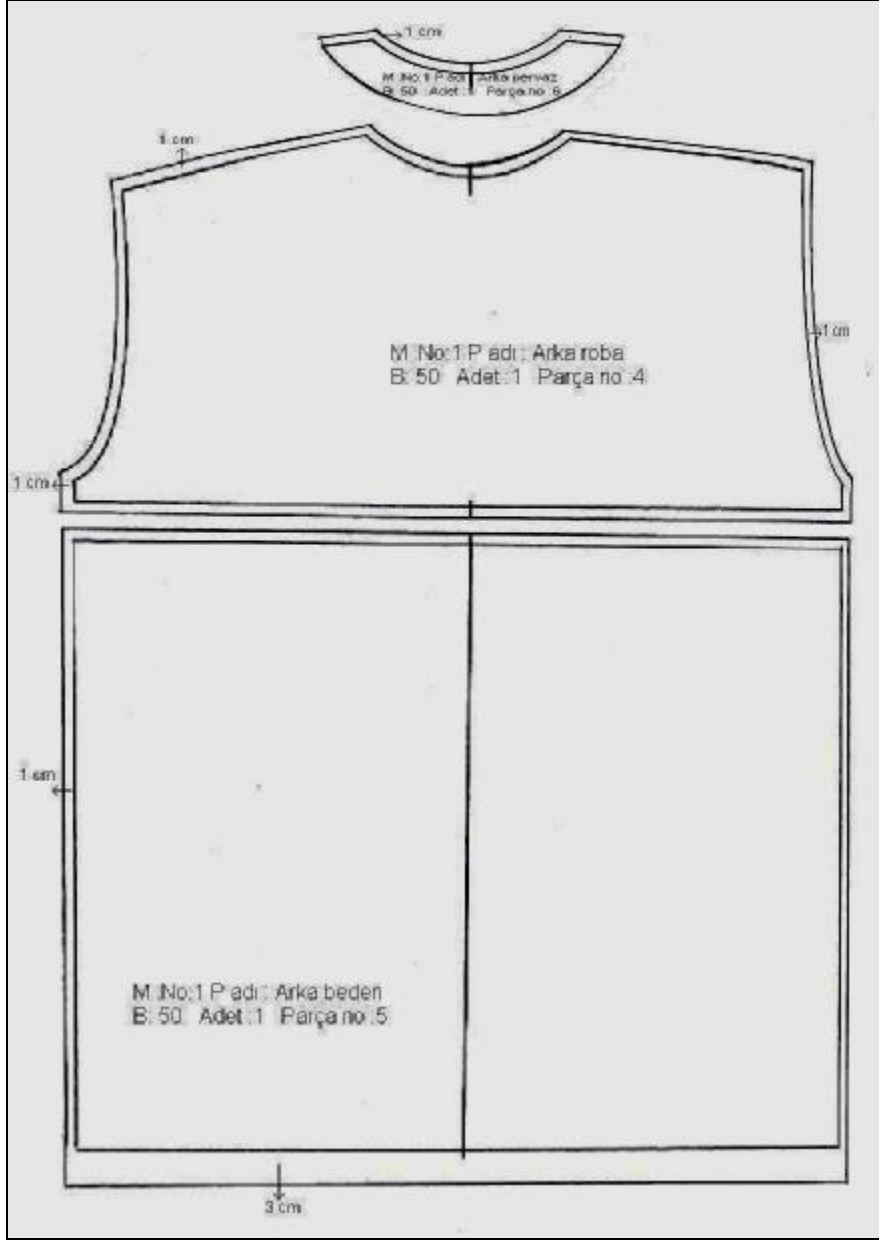 1 cm
M .No:1 P adı : Arka pervaz
B: 50 Adet :1 Parça no :6
1 cm
M .No:1 P adı : Arka roba
B: 50 Adet :1 Parça no :4
1 cm
1 cm
1 cm
M .No:1 P adı : Arka beden
B: 50 Adet :1 Parça no :5
3 cm